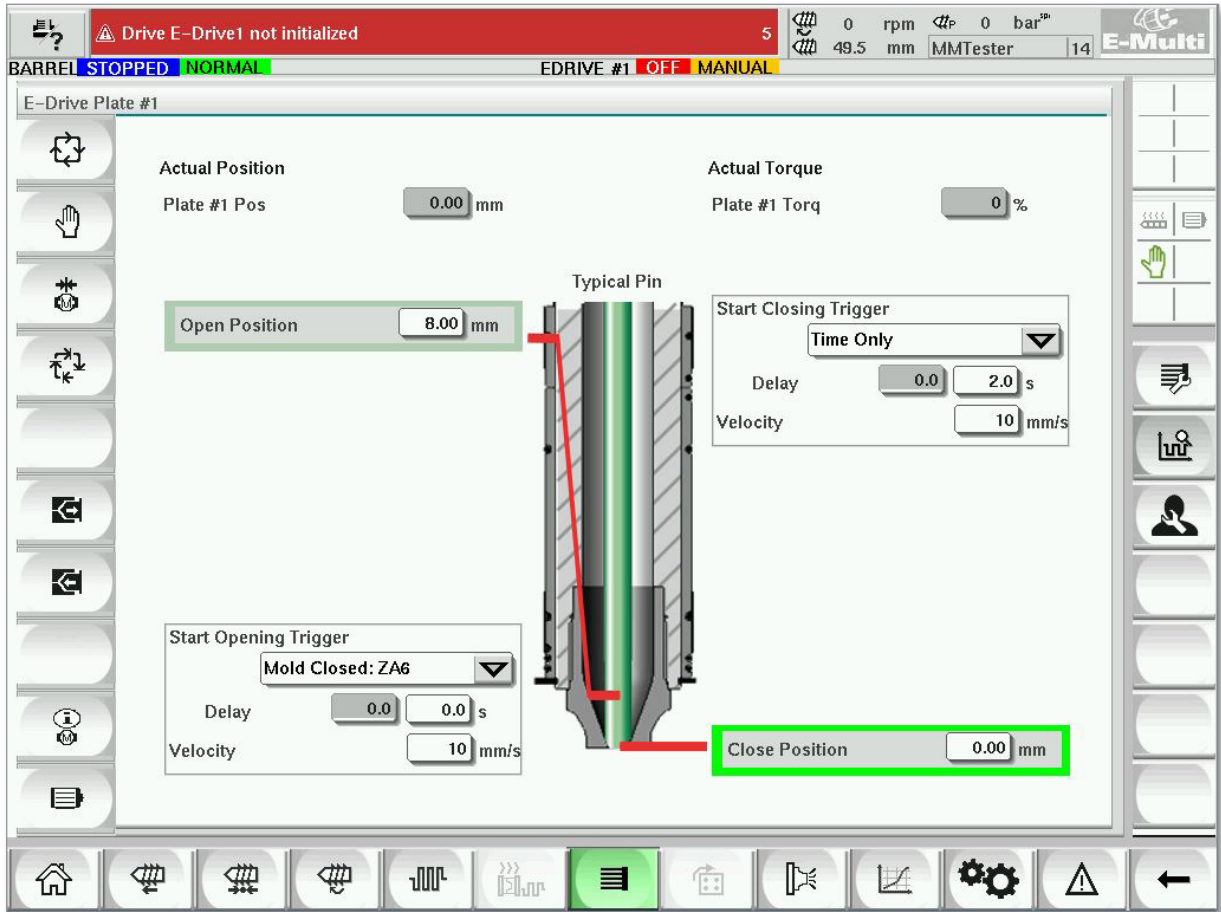 Drive E-Drive1 not initialized 5
0 rpm P 0 bar spe
49.5 mm MMTester 14
E-Multi
BARREL STOPPED NORMAL EDRIVE #1 OFF MANUAL
E-Drive Plate #1
Actual Position
Plate #1 Pos 0.00 mm
Actual Torque
Plate #1 Torq 0 %
Typical Pin
Open Position 8.00 mm
Start Closing Trigger
Time Only
Delay 0.0 2.0 s
Velocity 10 mm/s
Start Opening Trigger
Mold Closed: ZA6
Delay 0.0 0.0 s
Velocity 10 mm/s
Close Position 0.00 mm